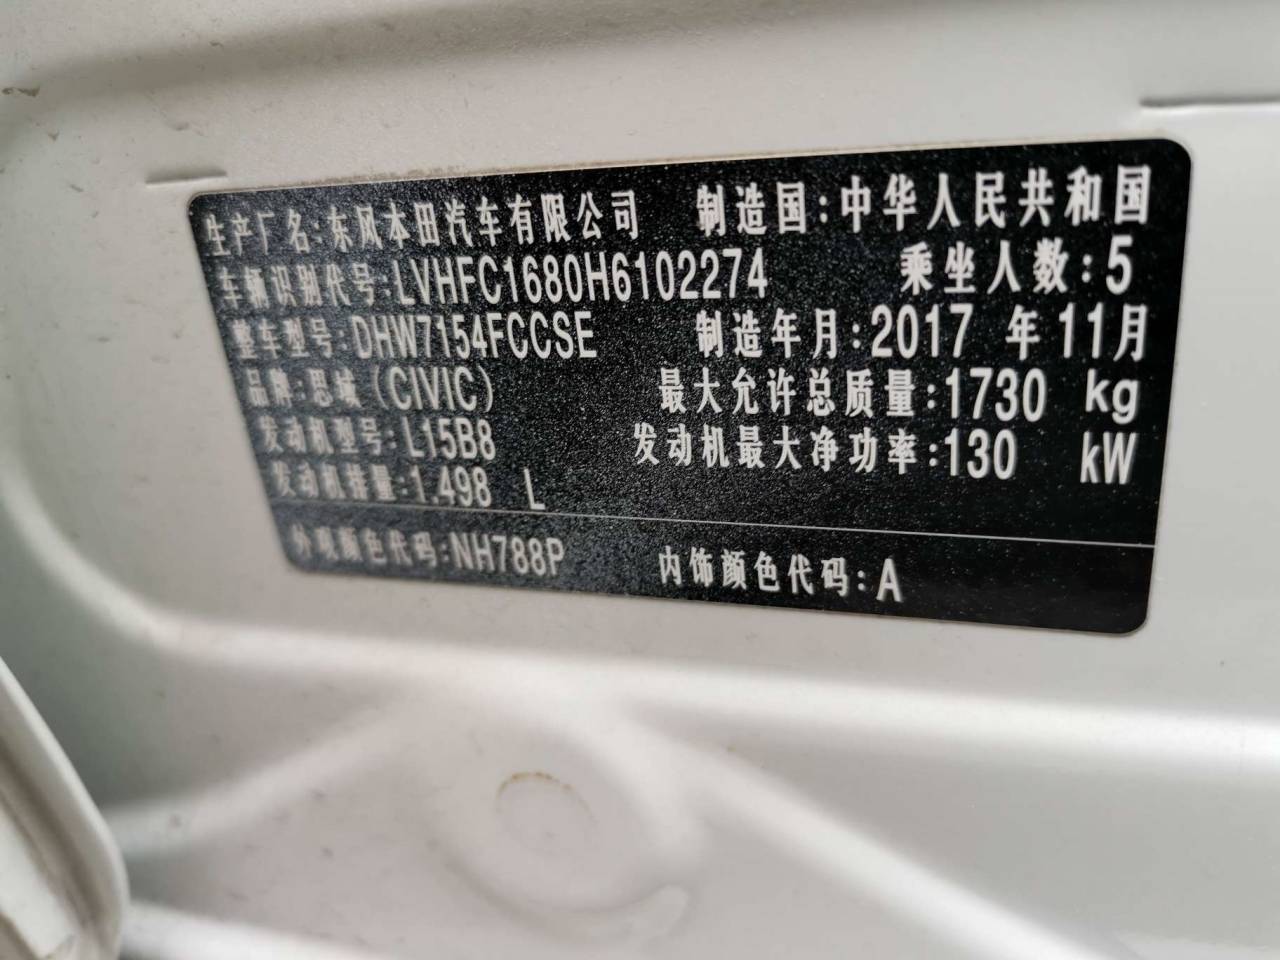 生产厂名:东风本田汽车有限公司 制造国:中华人民共和国
车辆识别代号:LVHFC1680H6102274 乘坐人数:5
整车型号:DHW7154FCCSE 制造年月:2017 年11月
品牌:思域(CIVIC) 最大允许总质量:1730 kg
发动机型号:L15B8 发动机最大净功率:130 kW
发动机排量:1.498 L
外观颜色代码:NH788P 内饰颜色代码:A